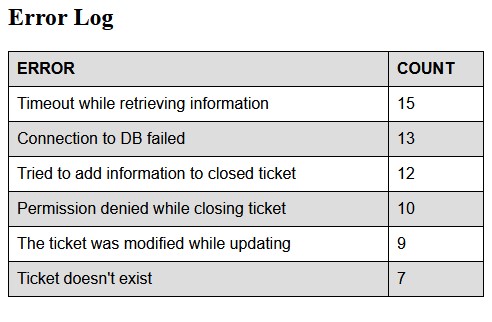 Error Log
ERROR COUNT
Timeout while retrieving information 15
Connection to DB failed 13
Tried to add information to closed ticket 12
Permission denied while closing ticket 10
The ticket was modified while updating 9
Ticket doesn't exist 7